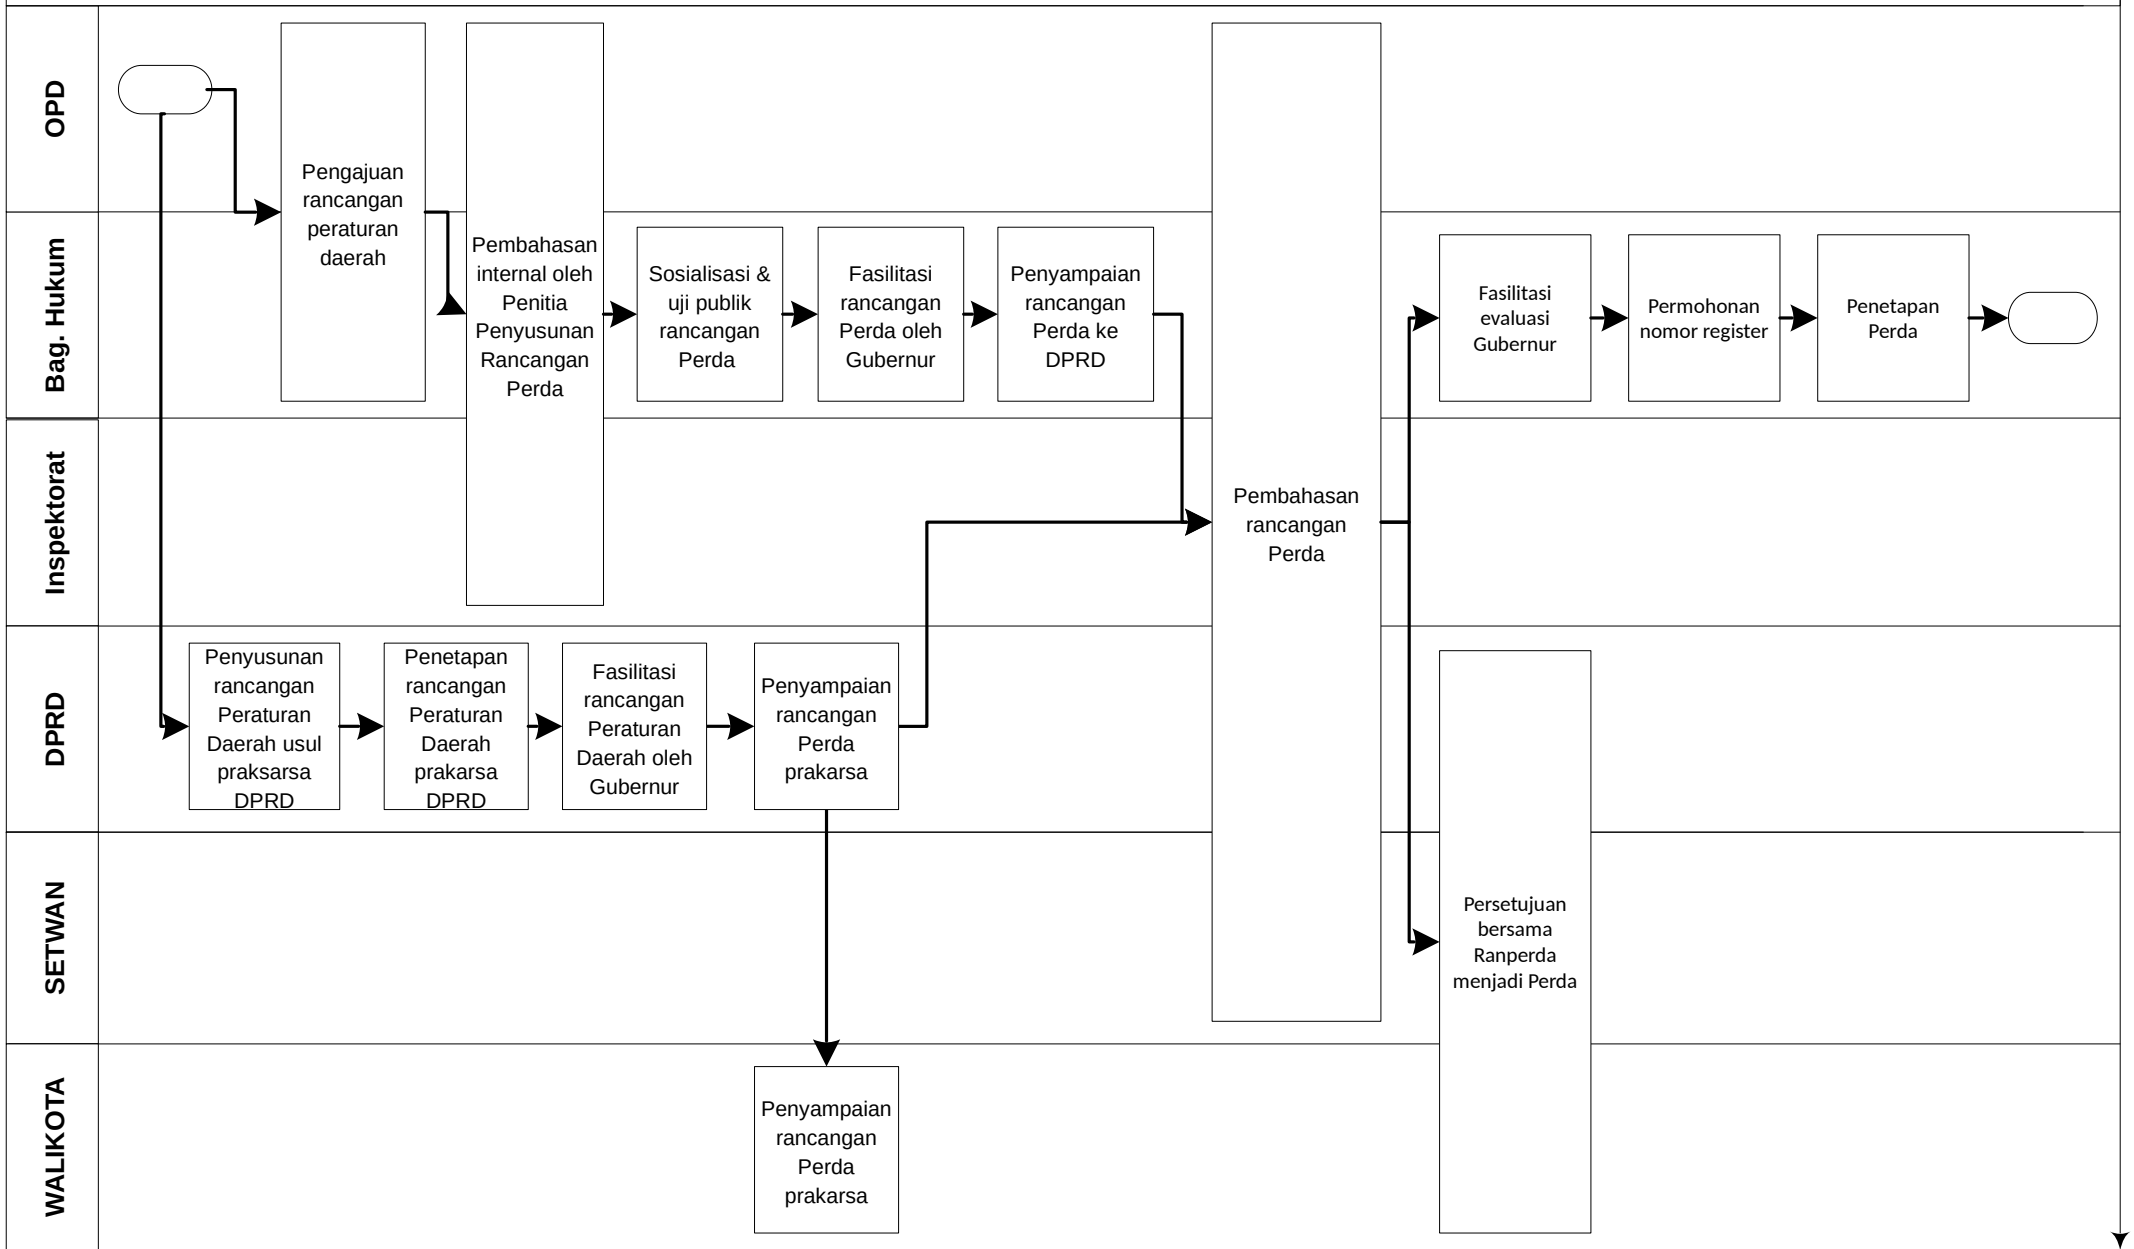 OPD
Pengajuan
rancangan
peraturan
daerah
Pembahasan
internal oleh
Penitia
Penyusunan
Rancangan
Perda
Bag. Hukum
Sosialisasi &
uji publik
rancangan
Perda
Fasilitasi
rancangan
Perda oleh
Gubernur
Penyampaian
rancangan
Perda ke
DPRD
Pembahasan
rancangan
Perda
Fasilitasi
evaluasi
Gubernur
Permohonan
nomor register
Penetapan
Perda
Inspektorat
DPRD
Penyusunan
rancangan
Peraturan
Daerah usul
praksarsa
DPRD
Penetapan
rancangan
Peraturan
Daerah
prakarsa
DPRD
Fasilitasi
rancangan
Peraturan
Daerah oleh
Gubernur
Penyampaian
rancangan
Perda
prakarsa
SETWAN
Persetujuan
bersama
Ranperda
menjadi Perda
WALIKOTA
Penyampaian
rancangan
Perda
prakarsa